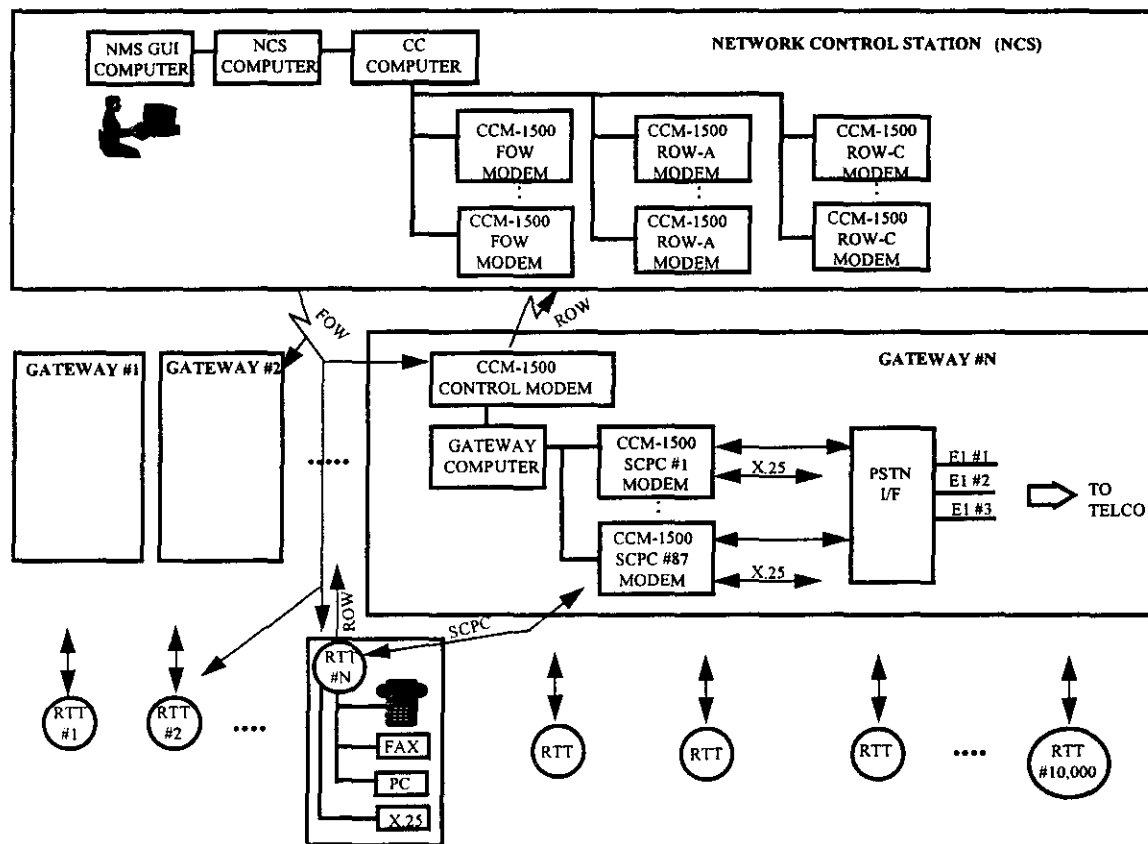 NETWORK CONTROL STATION (NCS)
NMS GUI
COMPUTER
NCS
COMPUTER
CC
COMPUTER
CCM-1500
FOW
MODEM
CCM-1500
ROW-A
MODEM
CCM-1500
ROW-C
MODEM
CCM-1500
FOW
MODEM
CCM-1500
ROW-A
MODEM
CCM-1500
ROW-C
MODEM
FOW
ROW
GATEWAY #1
GATEWAY #2
GATEWAY #N
CCM-1500
CONTROL MODEM
GATEWAY
COMPUTER
CCM-1500
SCPC #1
MODEM
X.25
CCM-1500
SCPC #87
MODEM
X.25
PSTN
I/F
E1 #1
E1 #2
E1 #3
TO
TELCO
ROW
SCPC
RTT
#1
RTT
#2
RTT
#N
FAX
PC
X.25
RTT
RTT
RTT
RTT
#10,000